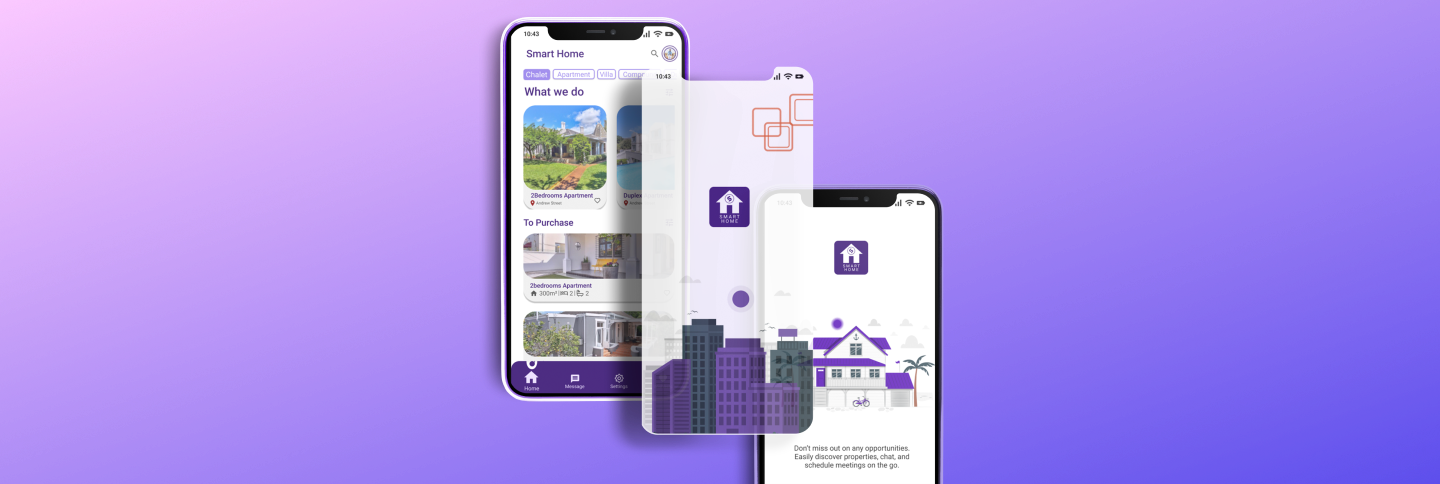 10:43
Smart Home
Chalet Apartment Villa Comp
What we do
2Bedrooms Apartment
Andrew Street
Duplex
To Purchase
2bedrooms Apartment
300m² 2 2
Home Message Settings
10:43
SMART
HOME
10:43
SMART
HOME
Don't miss out on any opportunities.
Easily discover properties, chat, and
schedule meetings on the go.